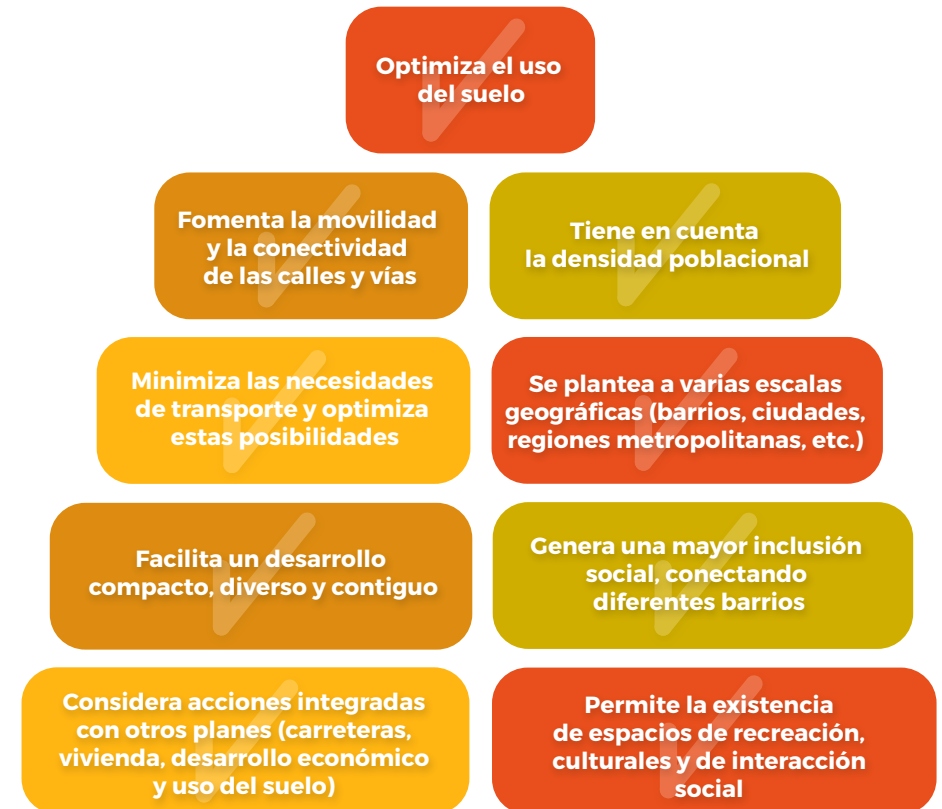 Optimiza el uso
del suelo
Fomenta la movilidad
y la conectividad
de las calles y vías
Tiene en cuenta
la densidad poblacional
Minimiza las necesidades
de transporte y optimiza
estas posibilidades
Se plantea a varias escalas
geográficas (barrios, ciudades,
regiones metropolitanas, etc.)
Facilita un desarrollo
compacto, diverso y contiguo
Genera una mayor inclusión
social, conectando
diferentes barrios
Considera acciones integradas
con otros planes (carreteras,
vivienda, desarrollo económico
y uso del suelo)
Permite la existencia
de espacios de recreación,
culturales y de interacción
social